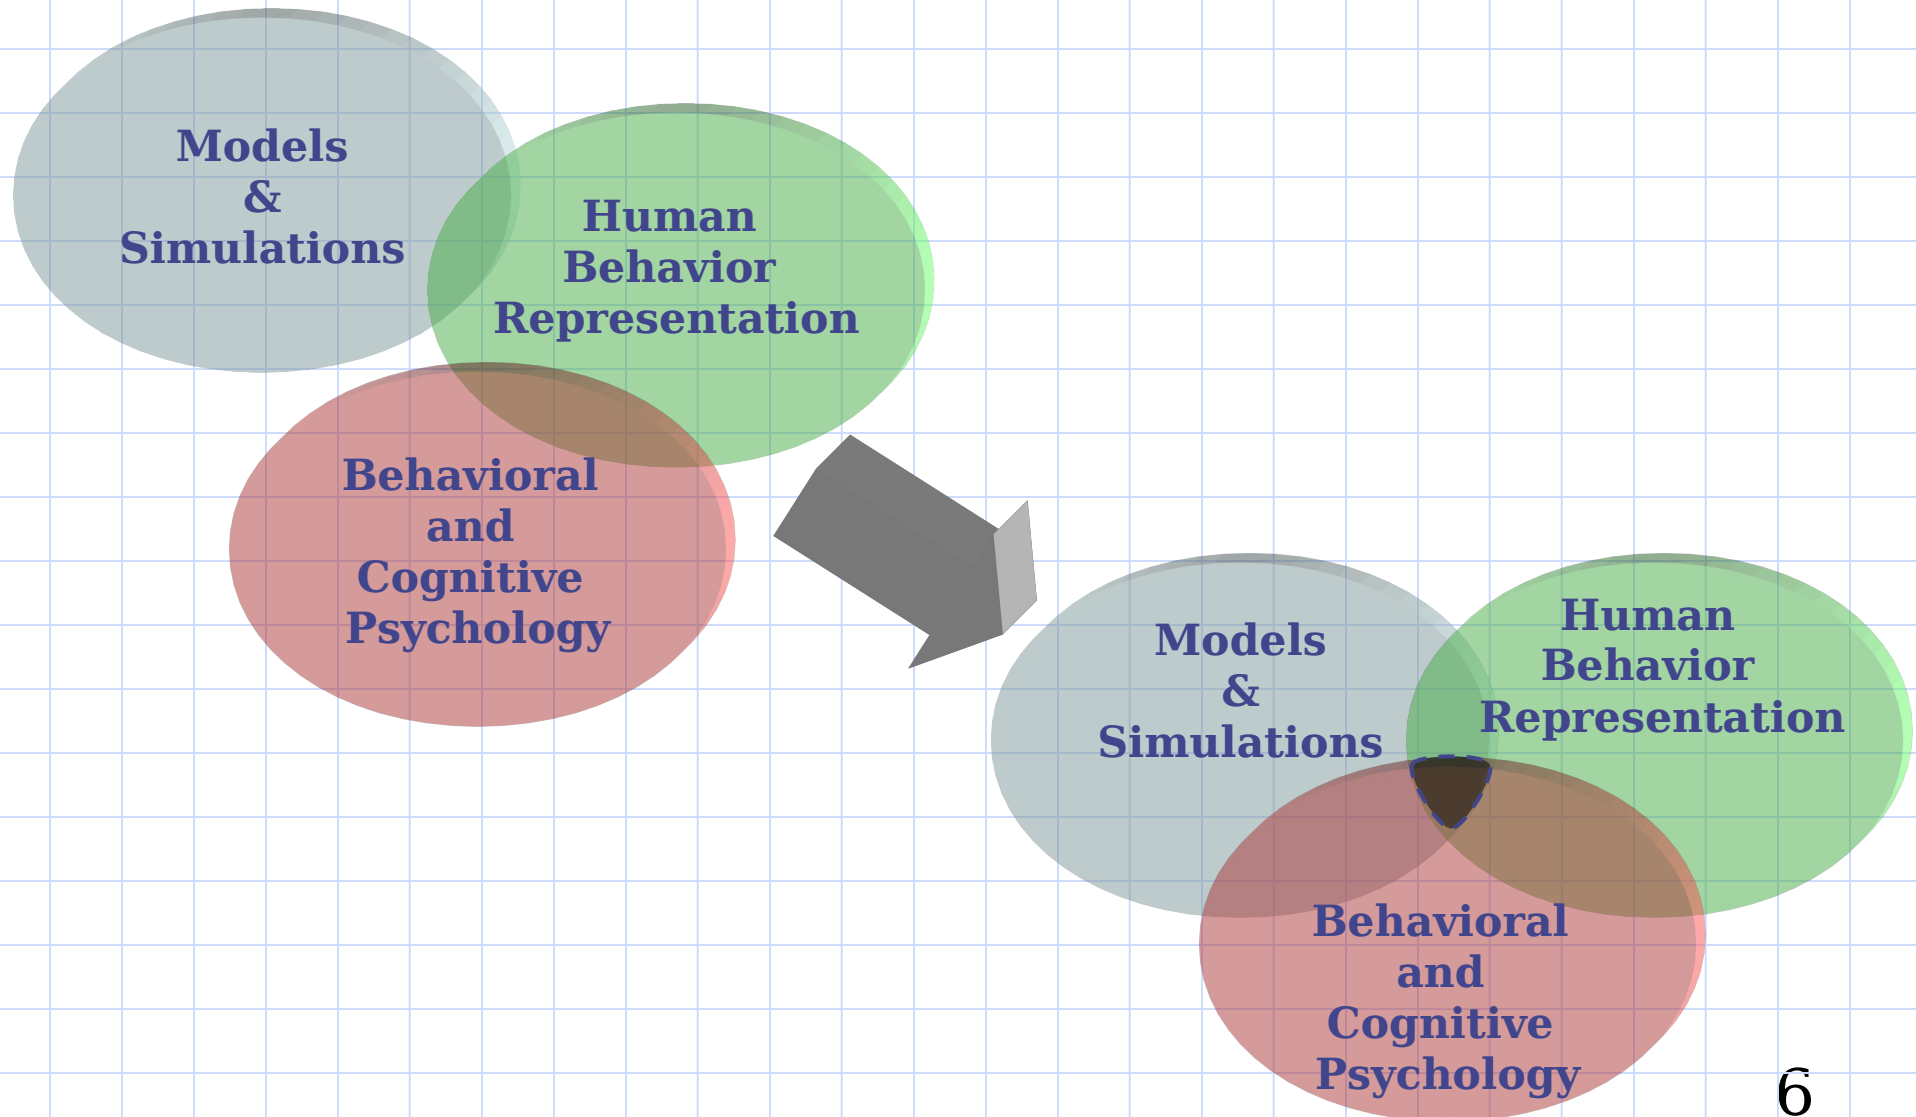 Models
&
Simulations
Human
Behavior
Representation
Behavioral
and
Cognitive
Psychology
Models
&
Simulations
Human
Behavior
Representation
Behavioral
and
Cognitive
Psychology
6